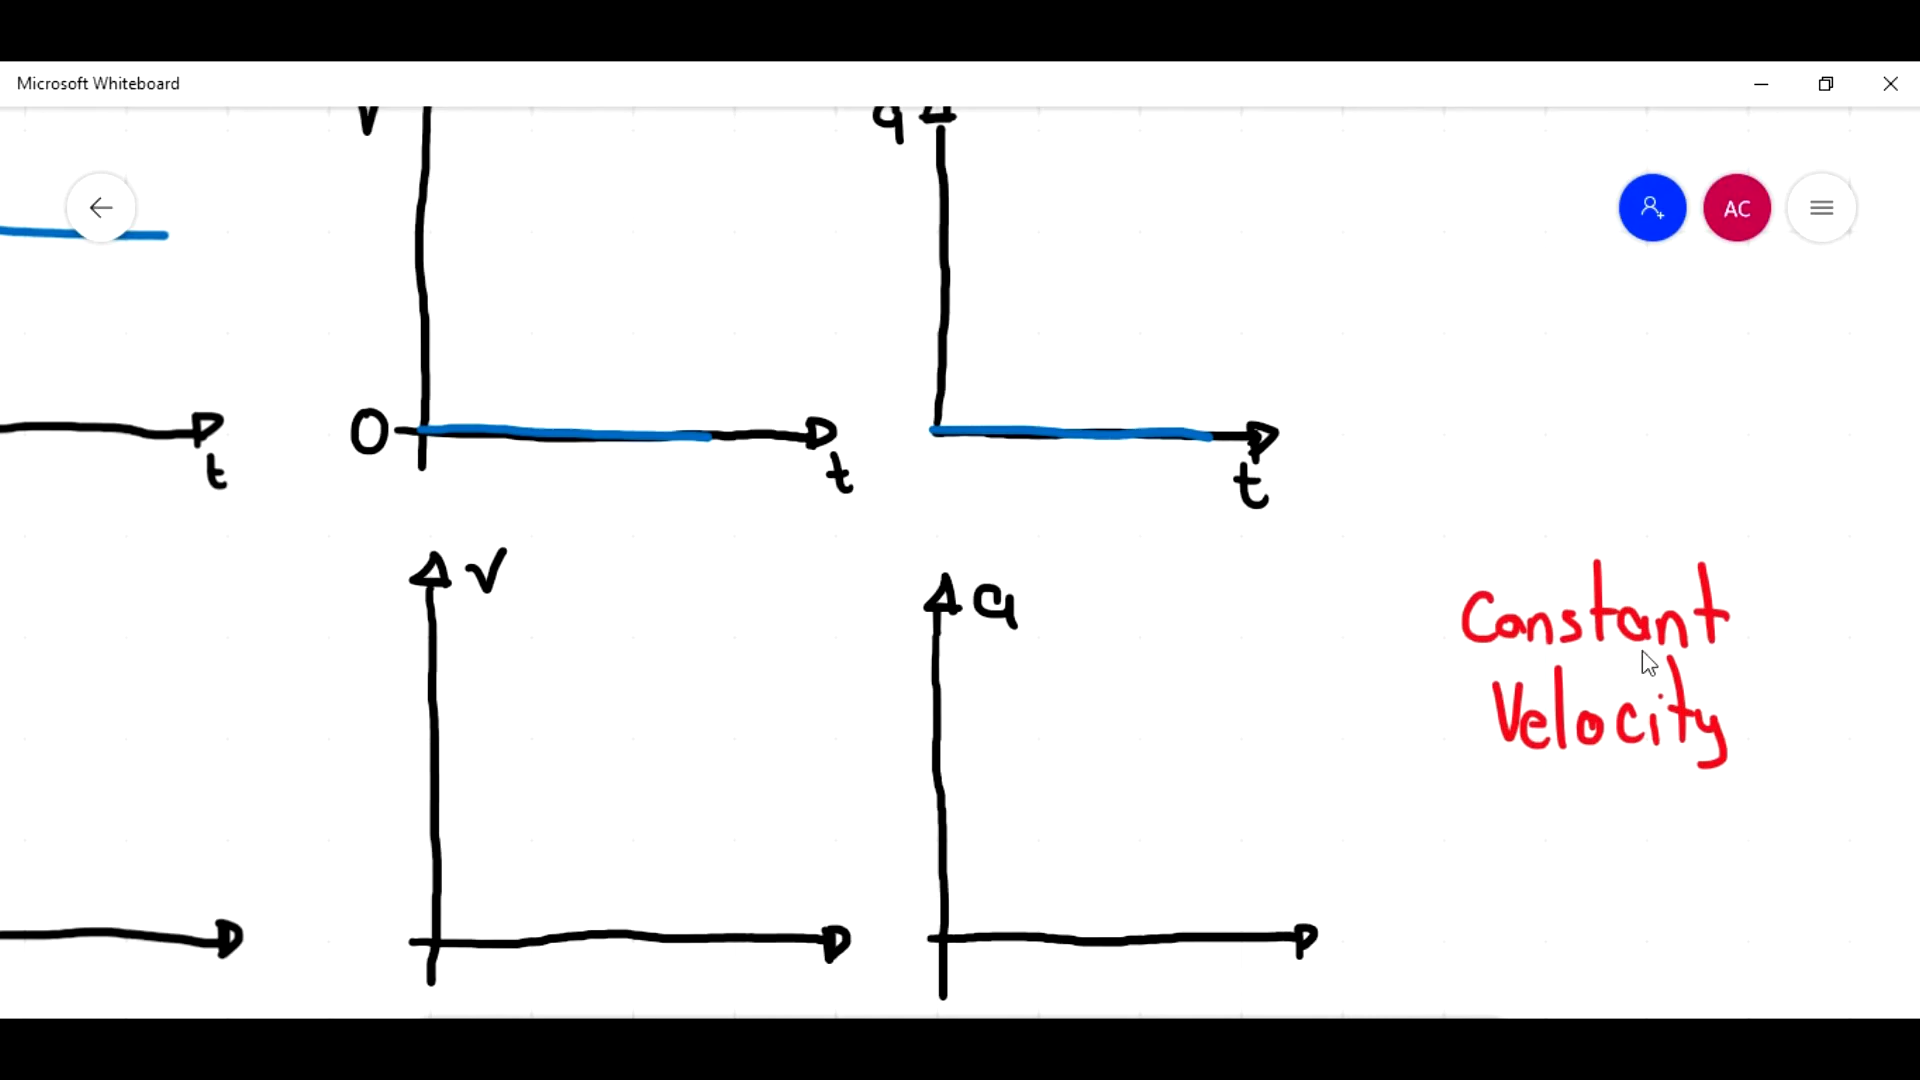 Microsoft Whiteboard
V a
AC
0
t t t
V a
Constant
Velocity